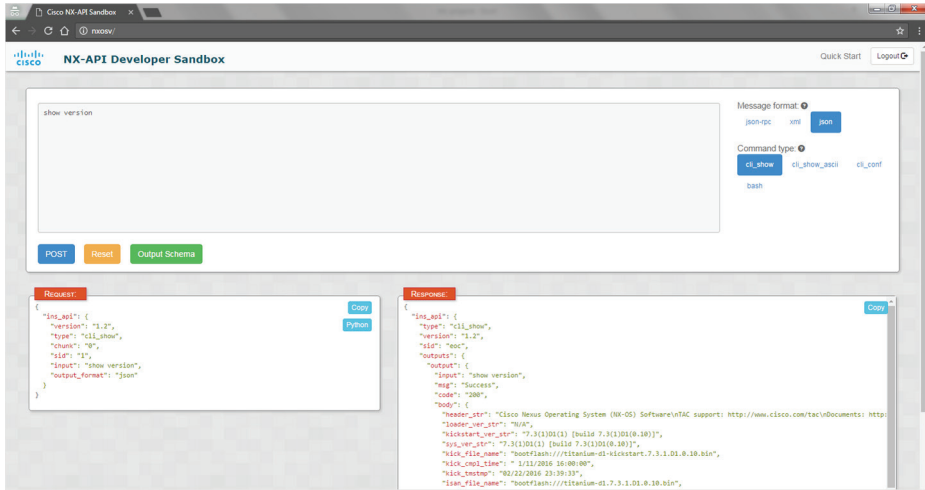 Cisco NX-API Sandbox
nxosv/
CISCO
NX-API Developer Sandbox
Quick Start
Logout
show version
Message format:
json-rpc xml json
Command type:
cli_show cli_show_ascii cli_conf
bash
POST Reset Output Schema
REQUEST:
Copy
Python
{
"ins_api": {
"version": "1.2",
"type": "cli_show",
"chunk": "0",
"sid": "1",
"input": "show version",
"output_format": "json"
}
}
RESPONSE:
Copy
{
"ins_api": {
"type": "cli_show",
"version": "1.2",
"sid": "eoc",
"outputs": {
"output": {
"input": "show version",
"msg": "Success",
"code": "200",
"body": {
"header_str": "Cisco Nexus Operating System (NX-OS) Software\nTAC support: http://www.cisco.com/tac\nDocuments: http:
"loader_ver_str": "N/A",
"kickstart_ver_str": "7.3(1)D1(1) [build 7.3(1)D1(0.10)]",
"sys_ver_str": "7.3(1)D1(1) [build 7.3(1)D1(0.10)]",
"kick_file_name": "bootflash:///titanium-d1-kickstart.7.3.1.D1.0.10.bin",
"kick_cmpl_time": " 1/11/2016 16:00:00",
"kick_tmstmp": "02/22/2016 23:39:33",
"isan_file_name": "bootflash:///titanium-d1.7.3.1.D1.0.10.bin",